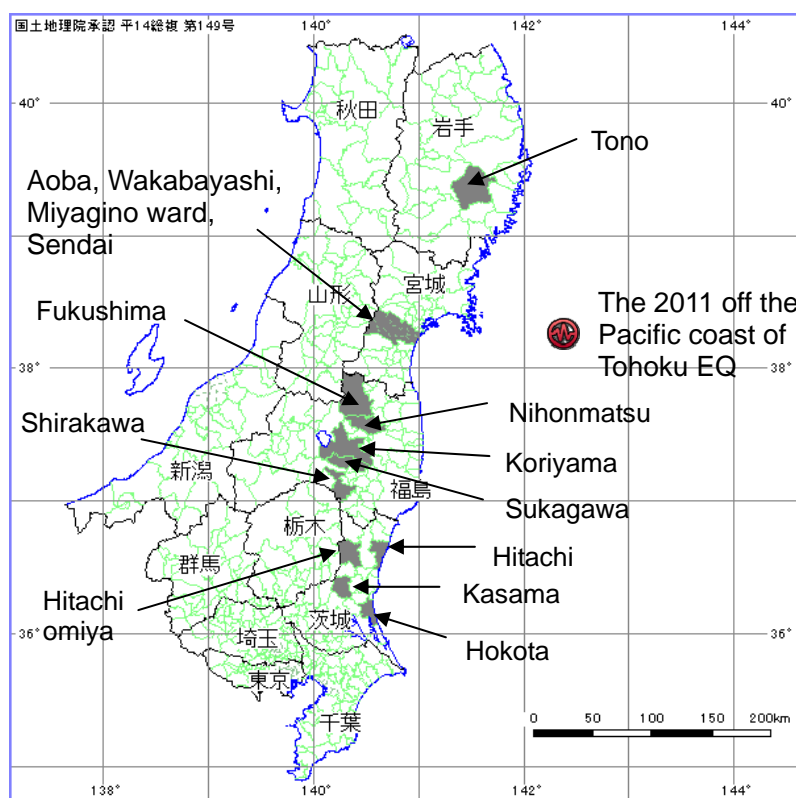 国土地理院承認 平14総複 第149号
140°
142°
144°
40°
40°
秋田
岩手
Tono
Aoba, Wakabayashi,
Miyagino ward,
Sendai
山形
宮城
Fukushima
The 2011 off the
Pacific coast of
Tohoku EQ
38°
38°
Nihonmatsu
Shirakawa
Koriyama
新潟
福島
Sukagawa
栃木
群馬
Hitachi
Kasama
Hitachi
omiya
茨城
36°
36°
埼玉
Hokota
東京
千葉
0 50 100 150 200km
138°
140°
142°
144°